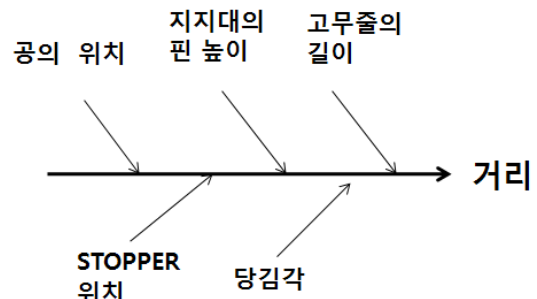 공의 위치
지지대의
핀 높이
고무줄의
길이
거리
STOPPER
위치
당김각